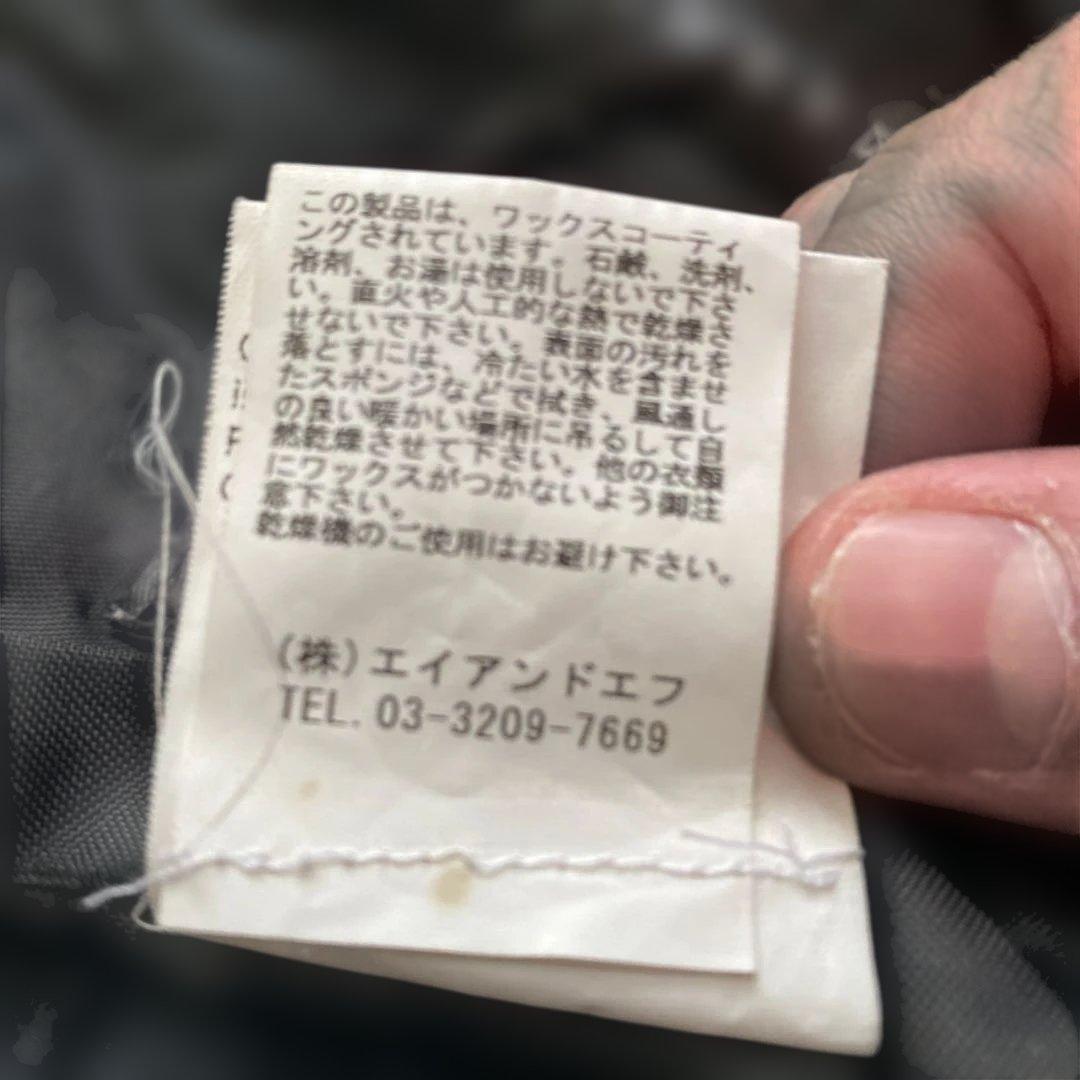 この製品は、ワックスコーティ
ングされています。石鹸、洗剤、
溶剤、お湯は使用しないで下さ
い。直火や人工的な熱で乾燥さ
せないで下さい。表面の汚れを
落とすには、冷たい水を含ませ
たスポンジなどで拭き、風通し
の良い暖かい場所に吊るして自
然乾燥させて下さい。他の衣類
にワックスがつかないよう御注
意下さい。
乾燥機のご使用はお避け下さい。
(株)エイアンドエフ
TEL. 03-3209-7669